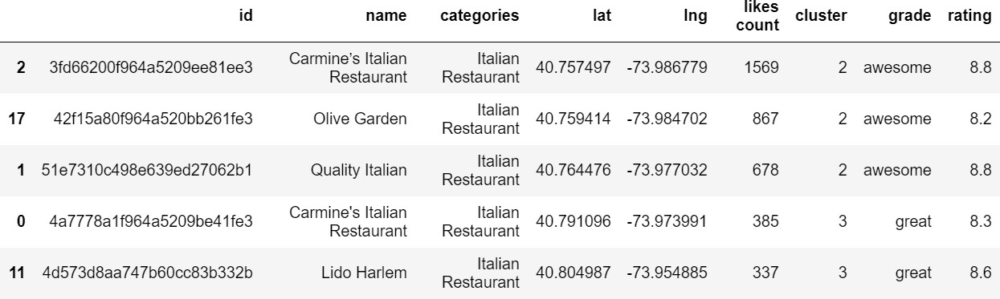 id name categories lat lng likes count cluster grade rating
2 3fd66200f964a5209ee81ee3 Carmine’s Italian Restaurant Italian Restaurant 40.757497 -73.986779 1569 2 awesome 8.8
17 42f15a80f964a520bb261fe3 Olive Garden Italian Restaurant 40.759414 -73.984702 867 2 awesome 8.2
1 51e7310c498e639ed27062b1 Quality Italian Italian Restaurant 40.764476 -73.977032 678 2 awesome 8.8
0 4a7778a1f964a5209be41fe3 Carmine's Italian Restaurant Italian Restaurant 40.791096 -73.973991 385 3 great 8.3
11 4d573d8aa747b60cc83b332b Lido Harlem Italian Restaurant 40.804987 -73.954885 337 3 great 8.6